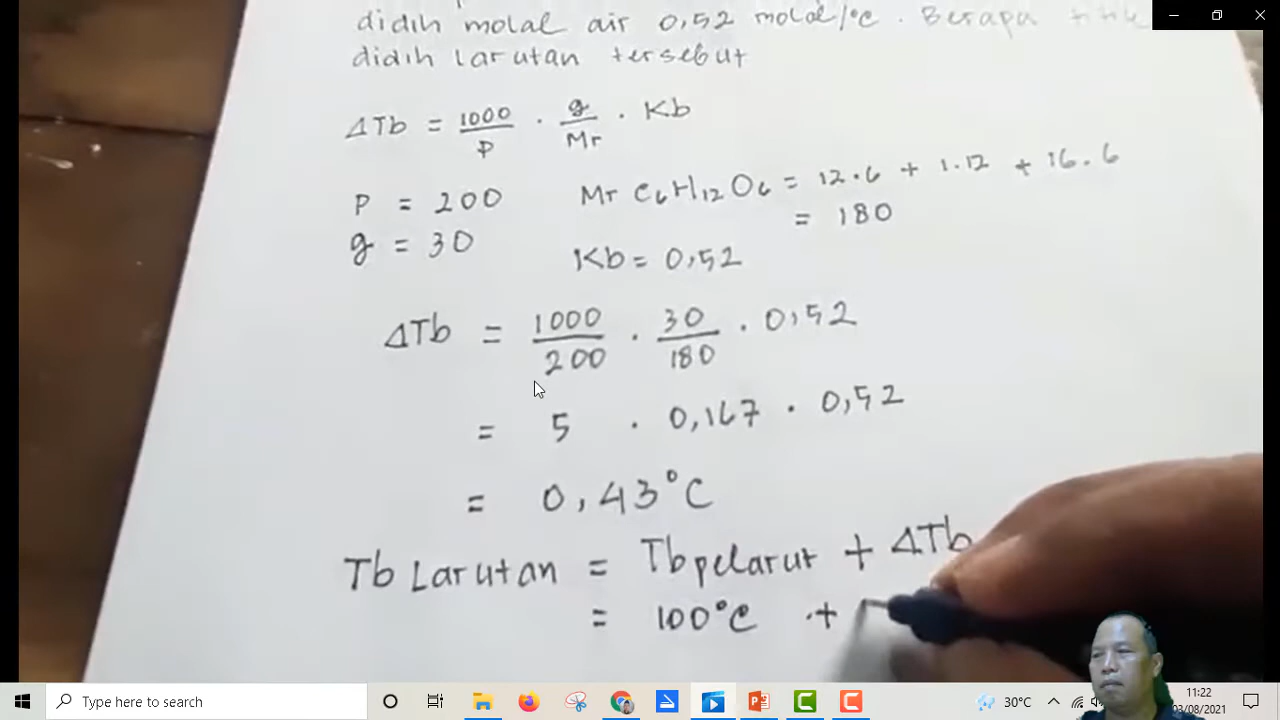 didih molal air 0,52 molal/°C. Berapa titik
didih larutan tersebut
ΔTb = 1000/P · g/Mr · Kb
P = 200
g = 30
Mr C6H12O6 = 12.6 + 1.12 + 16.6
= 180
Kb = 0,52
ΔTb = 1000/200 · 30/180 · 0,52
= 5 · 0,167 · 0,52
= 0,43°C
Tb Larutan = Tb pelarut + ΔTb
= 100°C +
Type here to search
30°C
11:22
03/08/2021